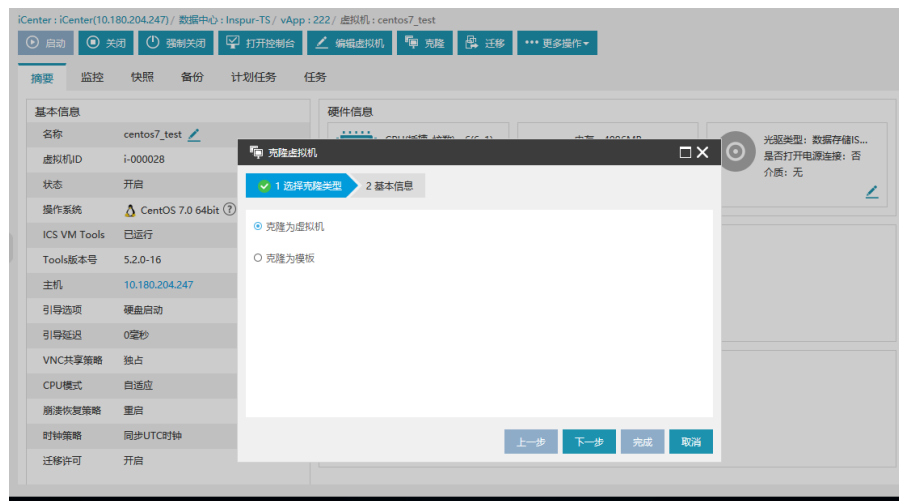 iCenter : iCenter(10.180.204.247)/ 数据中心 : Inspur-TS/ vApp : 222/ 虚拟机 : centos7_test
启动 关闭 强制关闭 打开控制台 编辑虚拟机 克隆 迁移 ••• 更多操作
摘要 监控 快照 备份 计划任务 任务
基本信息
名称 centos7_test
虚拟机ID i-000028
状态 开启
操作系统 CentOS 7.0 64bit ?
ICS VM Tools 已运行
Tools版本号 5.2.0-16
主机 10.180.204.247
引导选项 硬盘启动
引导延迟 0毫秒
VNC共享策略 独占
CPU模式 自适应
崩溃恢复策略 重启
时钟策略 同步UTC时钟
迁移许可 开启
硬件信息
光驱类型: 数据存储IS...
是否打开电源连接: 否
介质: 无
克隆虚拟机
1 选择克隆类型 2 基本信息
克隆为虚拟机
克隆为模板
上一步 下一步 完成 取消